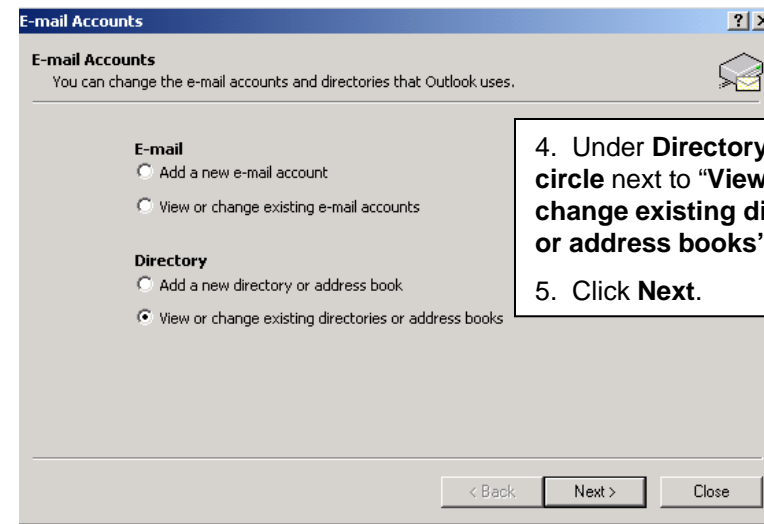 E-mail Accounts
E-mail Accounts
You can change the e-mail accounts and directories that Outlook uses.
E-mail
Add a new e-mail account
View or change existing e-mail accounts
Directory
Add a new directory or address book
View or change existing directories or address books
4. Under Directory
circle next to “View
change existing di
or address books”
5. Click Next.
< Back
Next >
Close